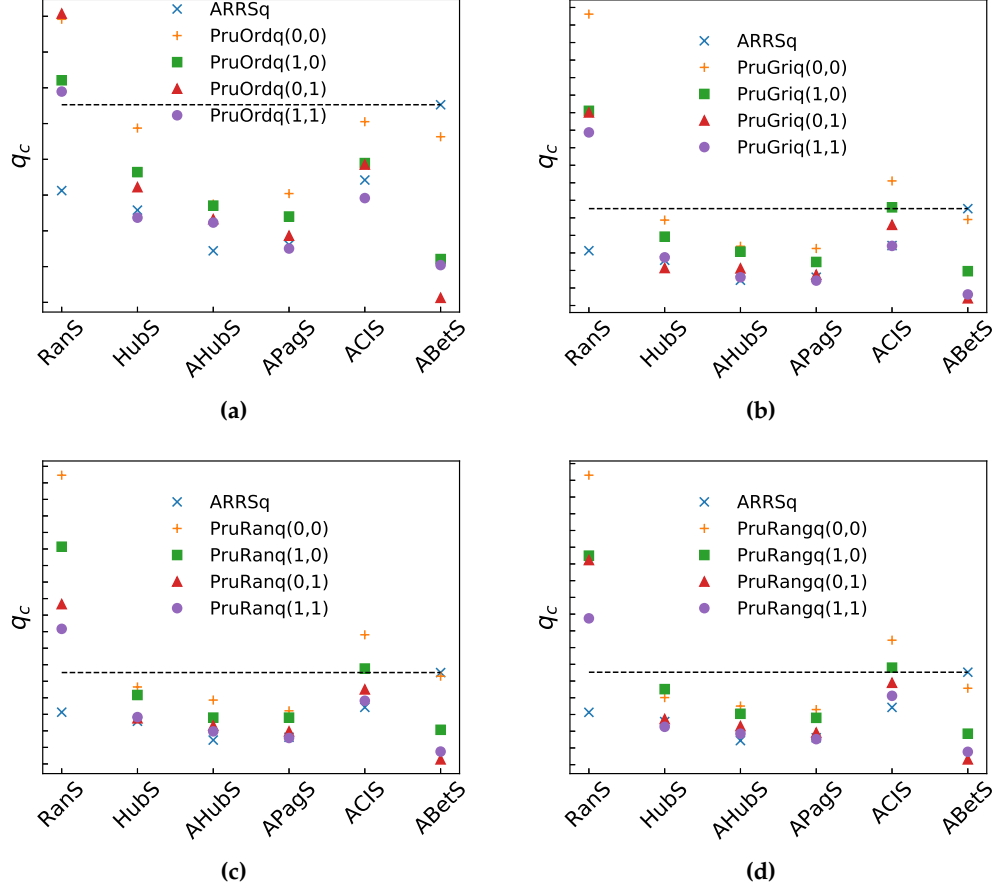 ARRSq
PruOrdq(0,0)
PruOrdq(1,0)
PruOrdq(0,1)
PruOrdq(1,1)
q_c
RanS
HubS
AHubS
APagS
AClS
ABetS
(a)
ARRSq
PruGriq(0,0)
PruGriq(1,0)
PruGriq(0,1)
PruGriq(1,1)
q_c
RanS
HubS
AHubS
APagS
AClS
ABetS
(b)
ARRSq
PruRanq(0,0)
PruRanq(1,0)
PruRanq(0,1)
PruRanq(1,1)
q_c
RanS
HubS
AHubS
APagS
AClS
ABetS
(c)
ARRSq
PruRangq(0,0)
PruRangq(1,0)
PruRangq(0,1)
PruRangq(1,1)
q_c
RanS
HubS
AHubS
APagS
AClS
ABetS
(d)